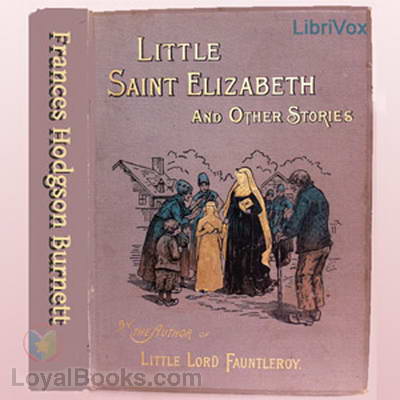 LibriVox
Frances Hodgson Burnett
LITTLE
SAINT ELIZABETH
AND OTHER STORIES
BY THE AUTHOR OF
LITTLE LORD FAUNTLEROY.
LoyalBooks.com